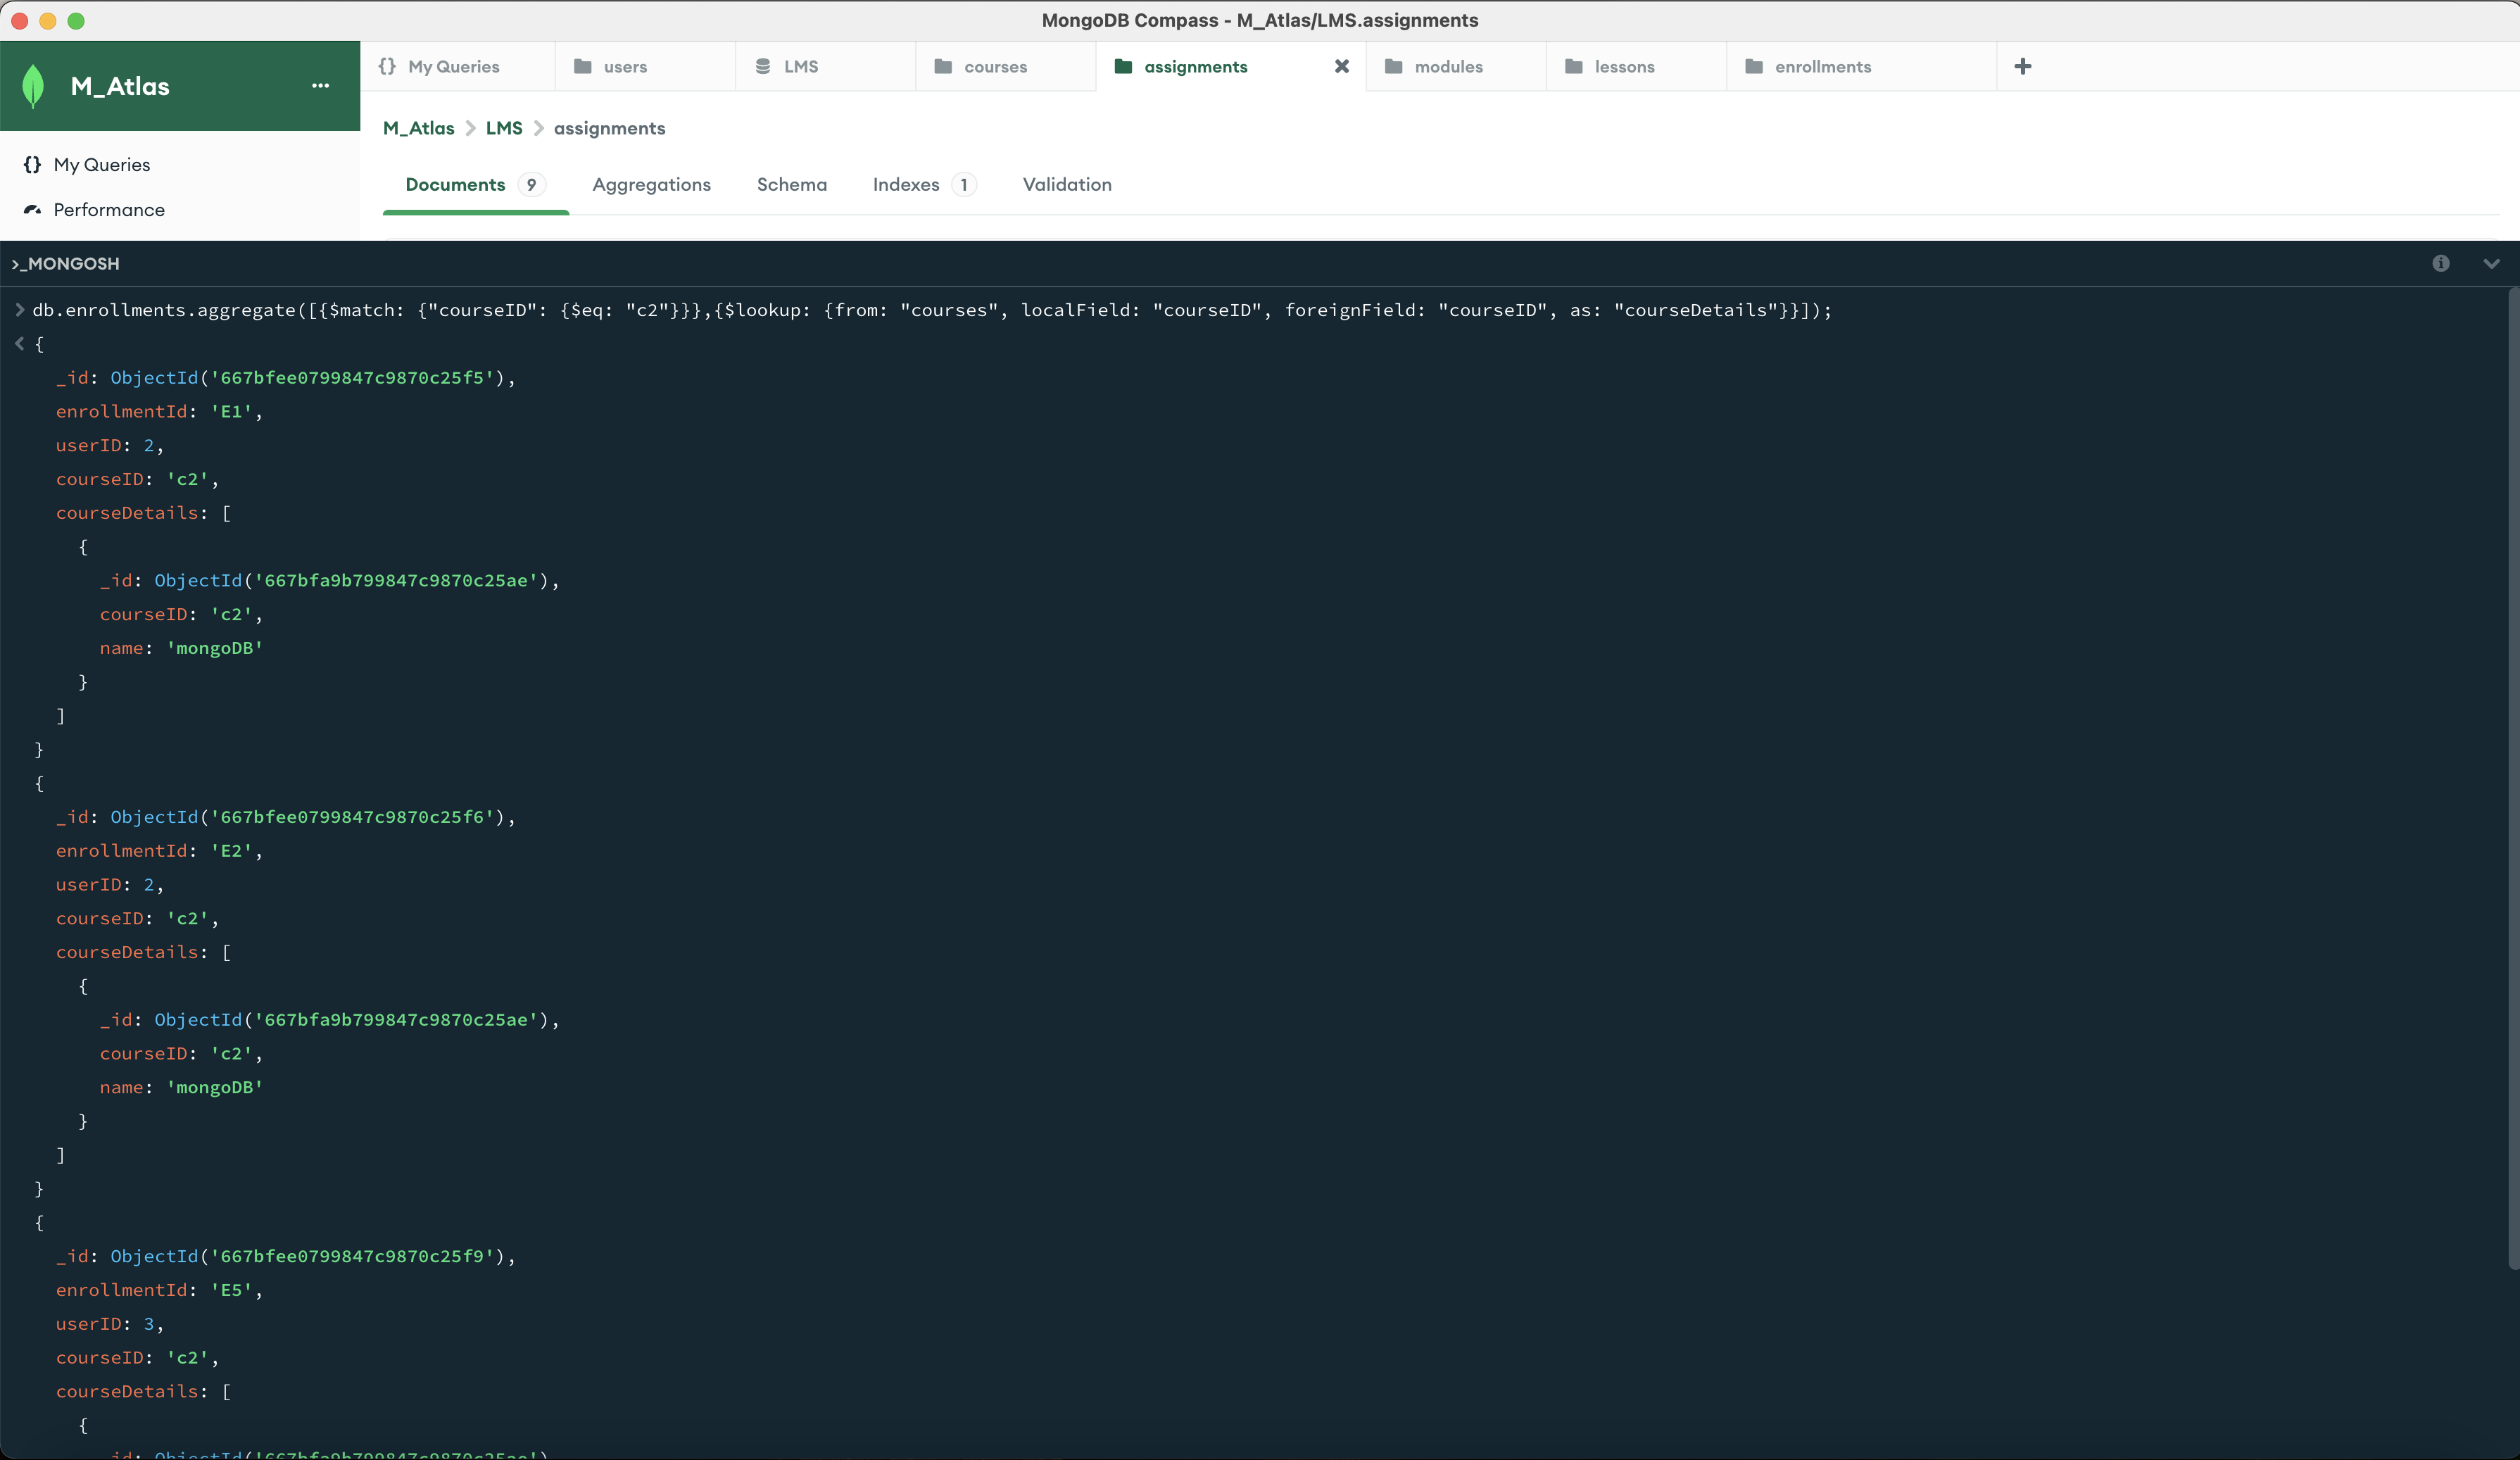 MongoDB Compass - M_Atlas/LMS.assignments
M_Atlas
My Queries
Performance
{} My Queries users LMS courses assignments modules lessons enrollments
M_Atlas > LMS > assignments
Documents 9 Aggregations Schema Indexes 1 Validation
>_MONGOSH
> db.enrollments.aggregate([{$match: {"courseID": {$eq: "c2"}}},{$lookup: {from: "courses", localField: "courseID", foreignField: "courseID", as: "courseDetails"}}]);
< {
_id: ObjectId('667bfee0799847c9870c25f5'),
enrollmentId: 'E1',
userID: 2,
courseID: 'c2',
courseDetails: [
{
_id: ObjectId('667bfa9b799847c9870c25ae'),
courseID: 'c2',
name: 'mongoDB'
}
]
}
{
_id: ObjectId('667bfee0799847c9870c25f6'),
enrollmentId: 'E2',
userID: 2,
courseID: 'c2',
courseDetails: [
{
_id: ObjectId('667bfa9b799847c9870c25ae'),
courseID: 'c2',
name: 'mongoDB'
}
]
}
{
_id: ObjectId('667bfee0799847c9870c25f9'),
enrollmentId: 'E5',
userID: 3,
courseID: 'c2',
courseDetails: [
{